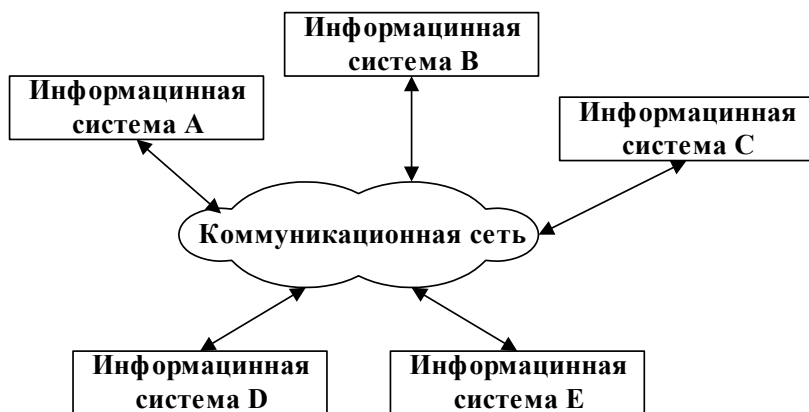 Информацинная
система B
Информацинная
система A
Информацинная
система C
Коммуникационная сеть
Информацинная
система D
Информацинная
система E